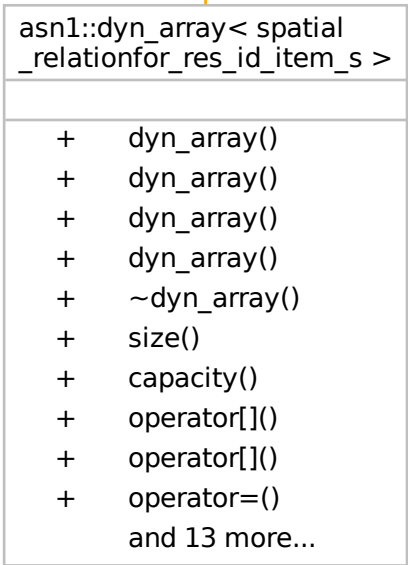 asn1::dyn_array< spatial
_relationfor_res_id_item_s >
+ dyn_array()
+ dyn_array()
+ dyn_array()
+ dyn_array()
+ ~dyn_array()
+ size()
+ capacity()
+ operator[]()
+ operator[]()
+ operator=()
and 13 more...